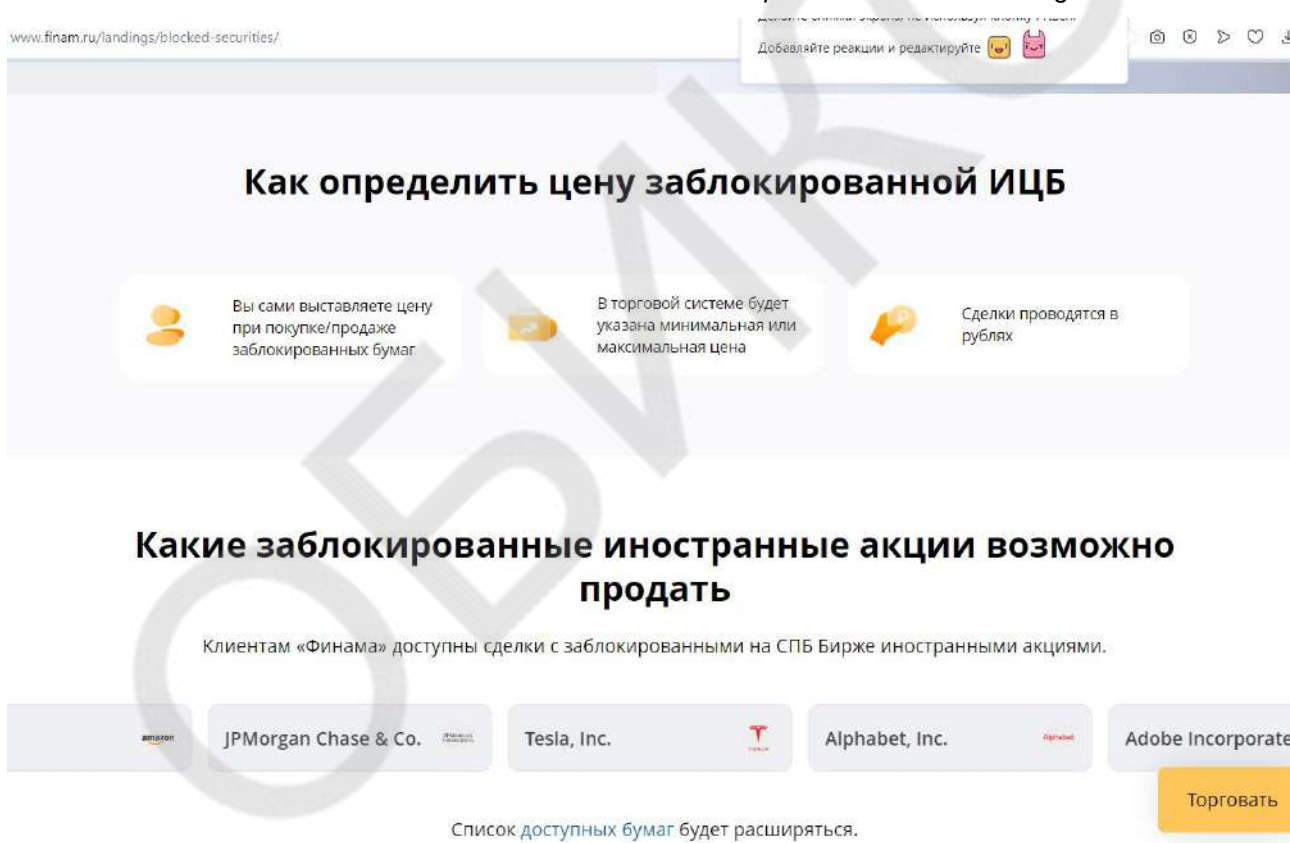 www.finam.ru/landings/blocked-securities/
Добавляйте реакции и редактируйте
Как определить цену заблокированной ИЦБ
Вы сами выставляете цену
при покупке/продаже
заблокированных бумаг
В торговой системе будет
указана минимальная или
максимальная цена
Сделки проводятся в
рублях
Какие заблокированные иностранные акции возможно
продать
Клиентам «Финама» доступны сделки с заблокированными на СПБ Бирже иностранными акциями.
amazon
JPMorgan Chase & Co.
Tesla, Inc.
Alphabet, Inc.
Alphabet
Adobe Incorporate
Торговать
Список доступных бумаг будет расширяться.
ОБИКС